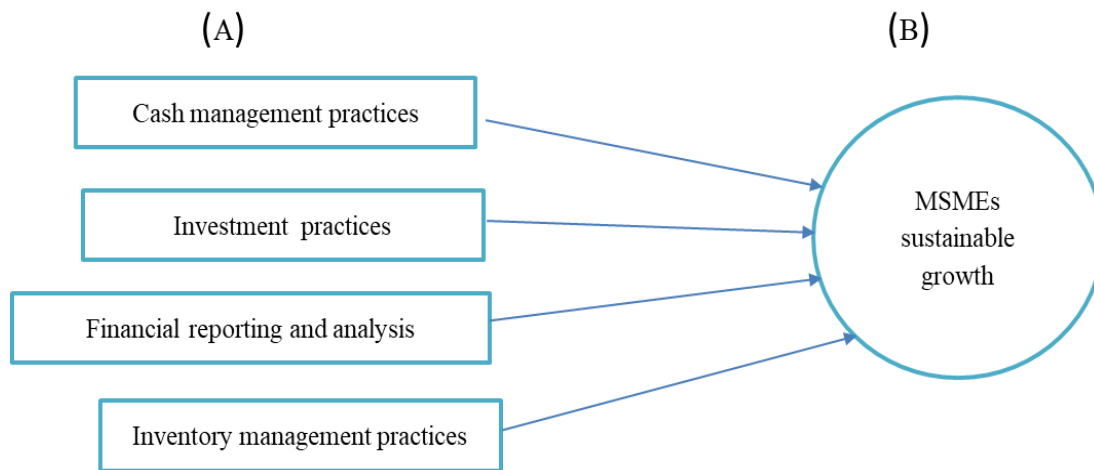 (A)
(B)
Cash management practices
Investment practices
Financial reporting and analysis
Inventory management practices
MSMEs
sustainable
growth